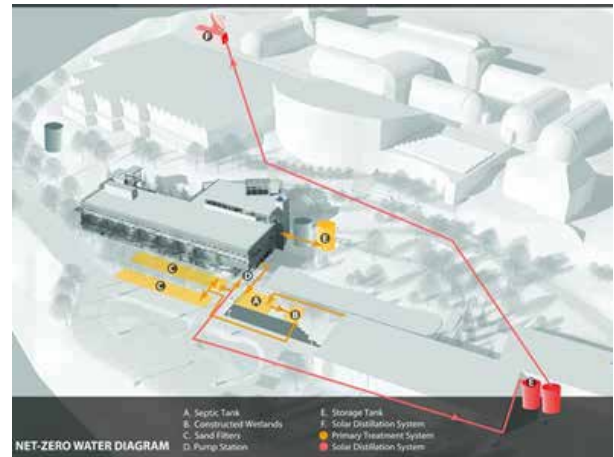 F
E
C
D
C
A
B
E
A. Septic Tank
B. Constructed Wetlands
C. Sand Filters
D. Pump Station
E. Storage Tank
F. Solar Distillation System
Primary Treatment System
Solar Distillation System
NET-ZERO WATER DIAGRAM